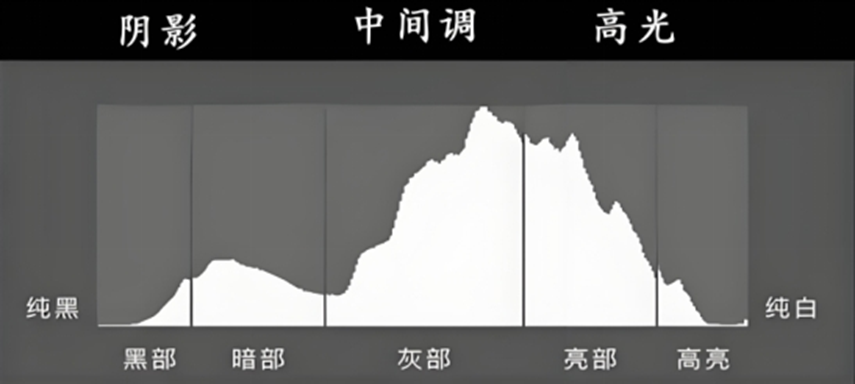 阴影 中间调 高光
纯黑 纯白
黑部 暗部 灰部 亮部 高亮